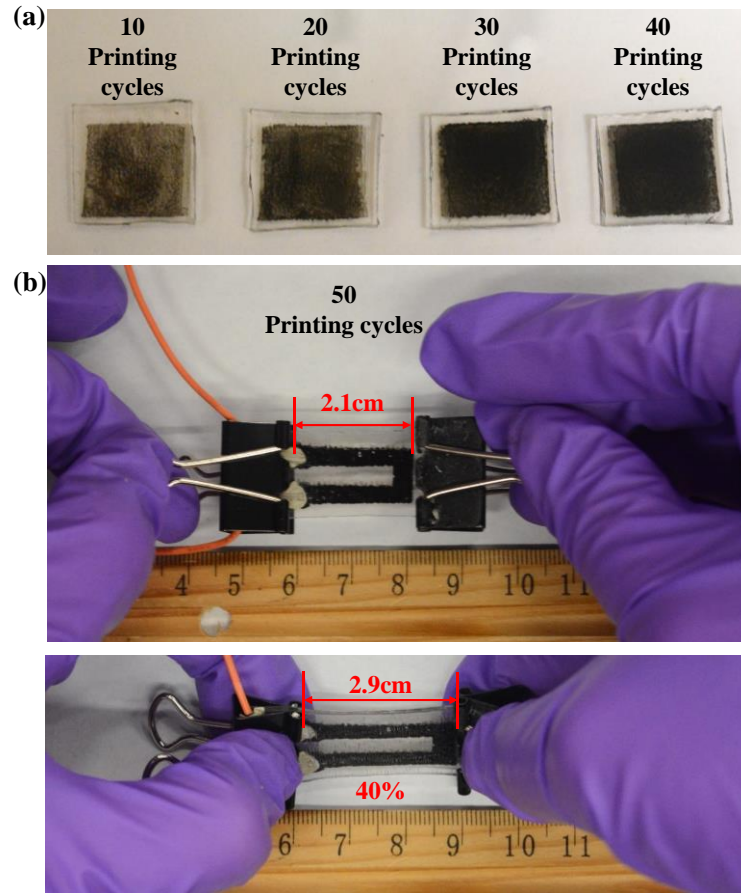 (a)
10
Printing
cycles
20
Printing
cycles
30
Printing
cycles
40
Printing
cycles
(b)
50
Printing cycles
2.1cm
4 5 6 7 8 9 10 11
2.9cm
40%
6 7 8 9 10 11